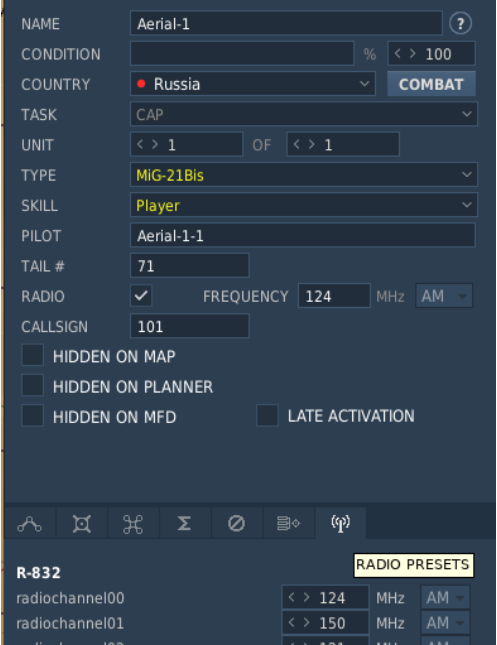 NAME Aerial-1 ?
CONDITION % < > 100
COUNTRY Russia COMBAT
TASK CAP
UNIT < > 1 OF < > 1
TYPE MiG-21Bis
SKILL Player
PILOT Aerial-1-1
TAIL # 71
RADIO FREQUENCY 124 MHz AM
CALLSIGN 101
HIDDEN ON MAP
HIDDEN ON PLANNER
HIDDEN ON MFD LATE ACTIVATION
Σ
RADIO PRESETS
R-832
radiochannel00 < > 124 MHz AM
radiochannel01 < > 150 MHz AM